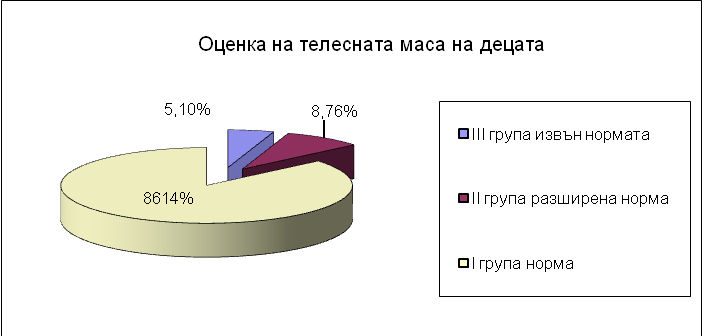 Оценка на телесната маса на децата
5,10%
8,76%
8614%
III група извън нормата
II група разширена норма
I група норма